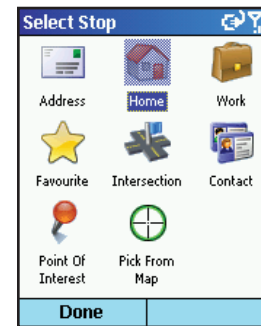 Select Stop
Address
Home
Work
Favourite
Intersection
Contact
Point Of
Interest
Pick From
Map
Done